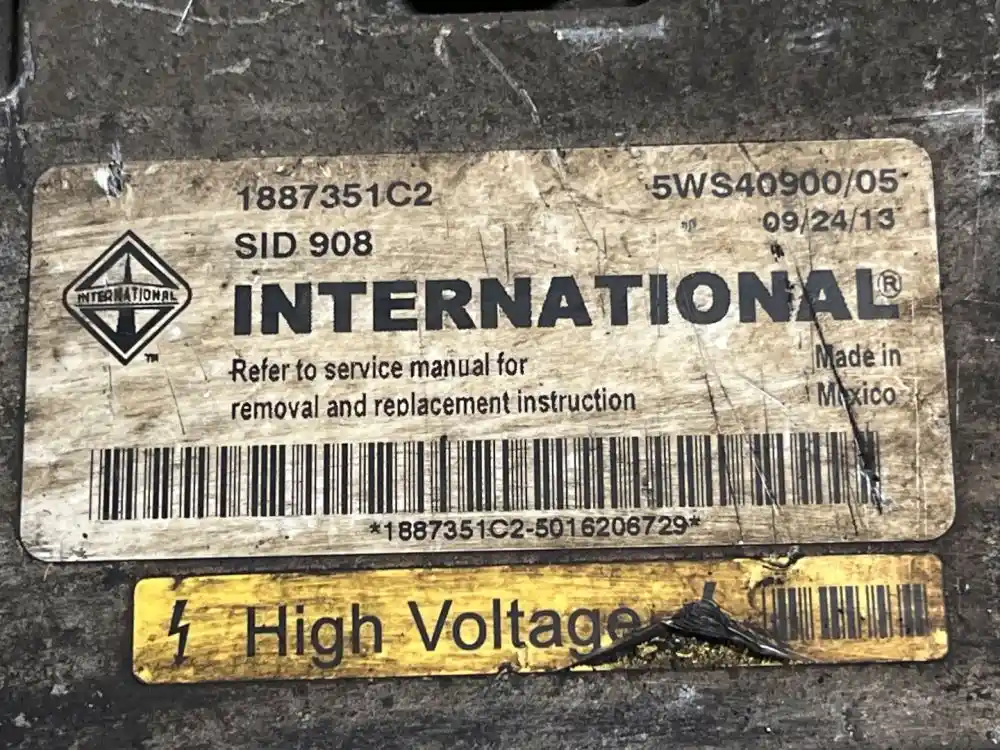 1887351C2
5WS40900/05
09/24/13
SID 908
INTERNATIONAL
TM
INTERNATIONAL®
Refer to service manual for
removal and replacement instruction
Made in
Mexico
*1887351C2-5016206729*
High Voltage